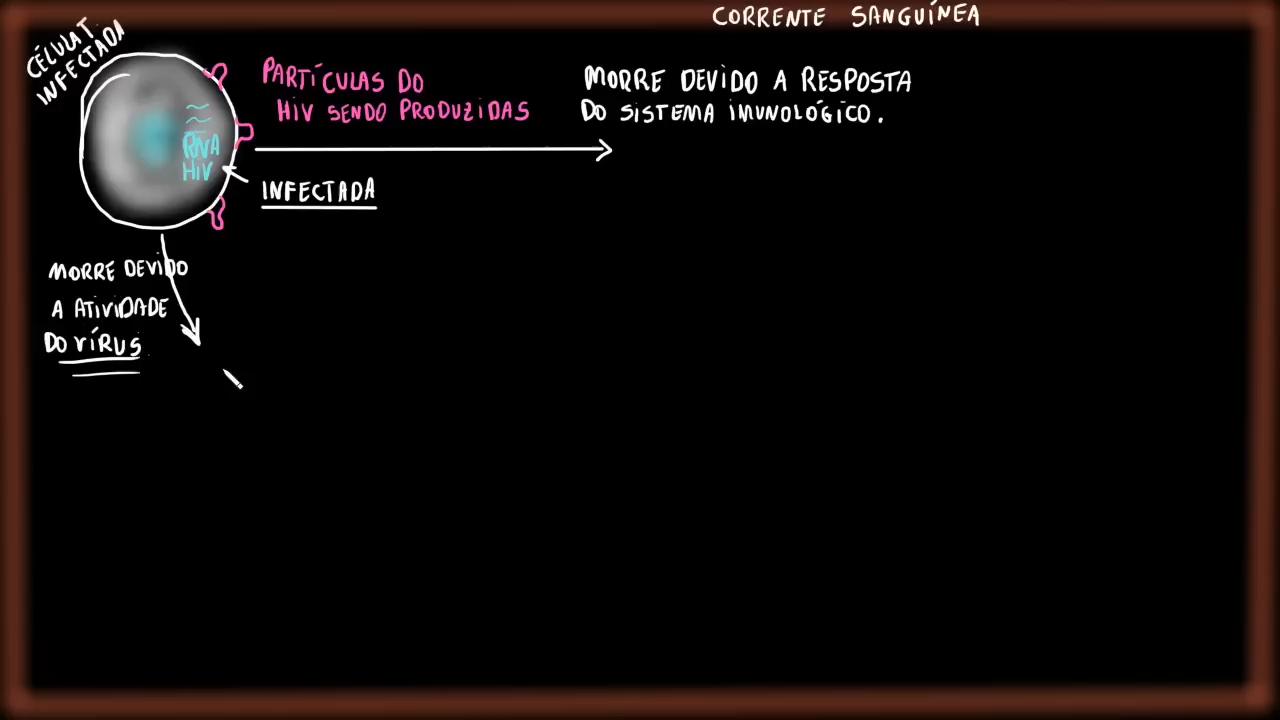 CORRENTE SANGUÍNEA
CÉLULA T
INFECTADA
PARTÍCULAS DO
HIV SENDO PRODUZIDAS
MORRE DEVIDO A RESPOSTA
DO SISTEMA IMUNOLÓGICO.
RNA
HIV
INFECTADA
MORRE DEVIDO
A ATIVIDADE
DO VÍRUS